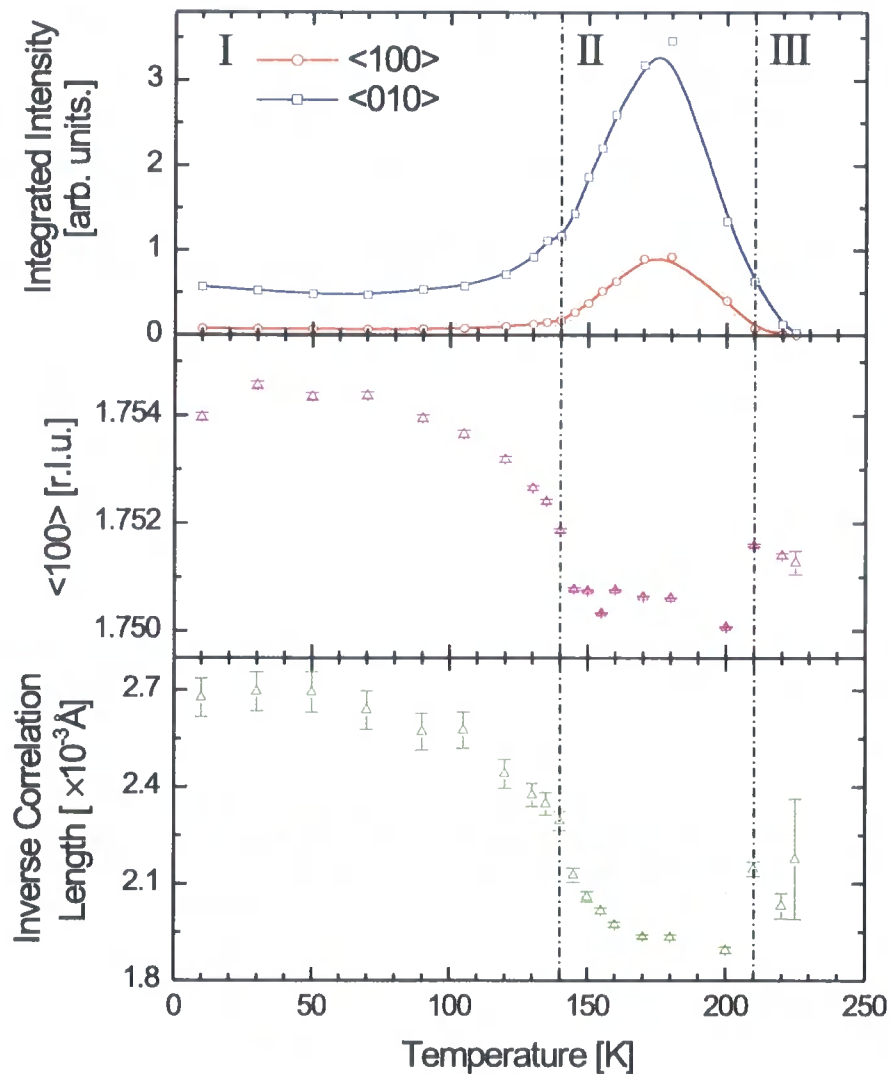 I
II
III
<100>
<010>
Integrated Intensity
[arb. units.]
3
2
1
0
<100> [r.l.u.]
1.754
1.752
1.750
Inverse Correlation
Length [ ×10⁻³Å]
2.7
2.4
2.1
1.8
0 50 100 150 200 250
Temperature [K]